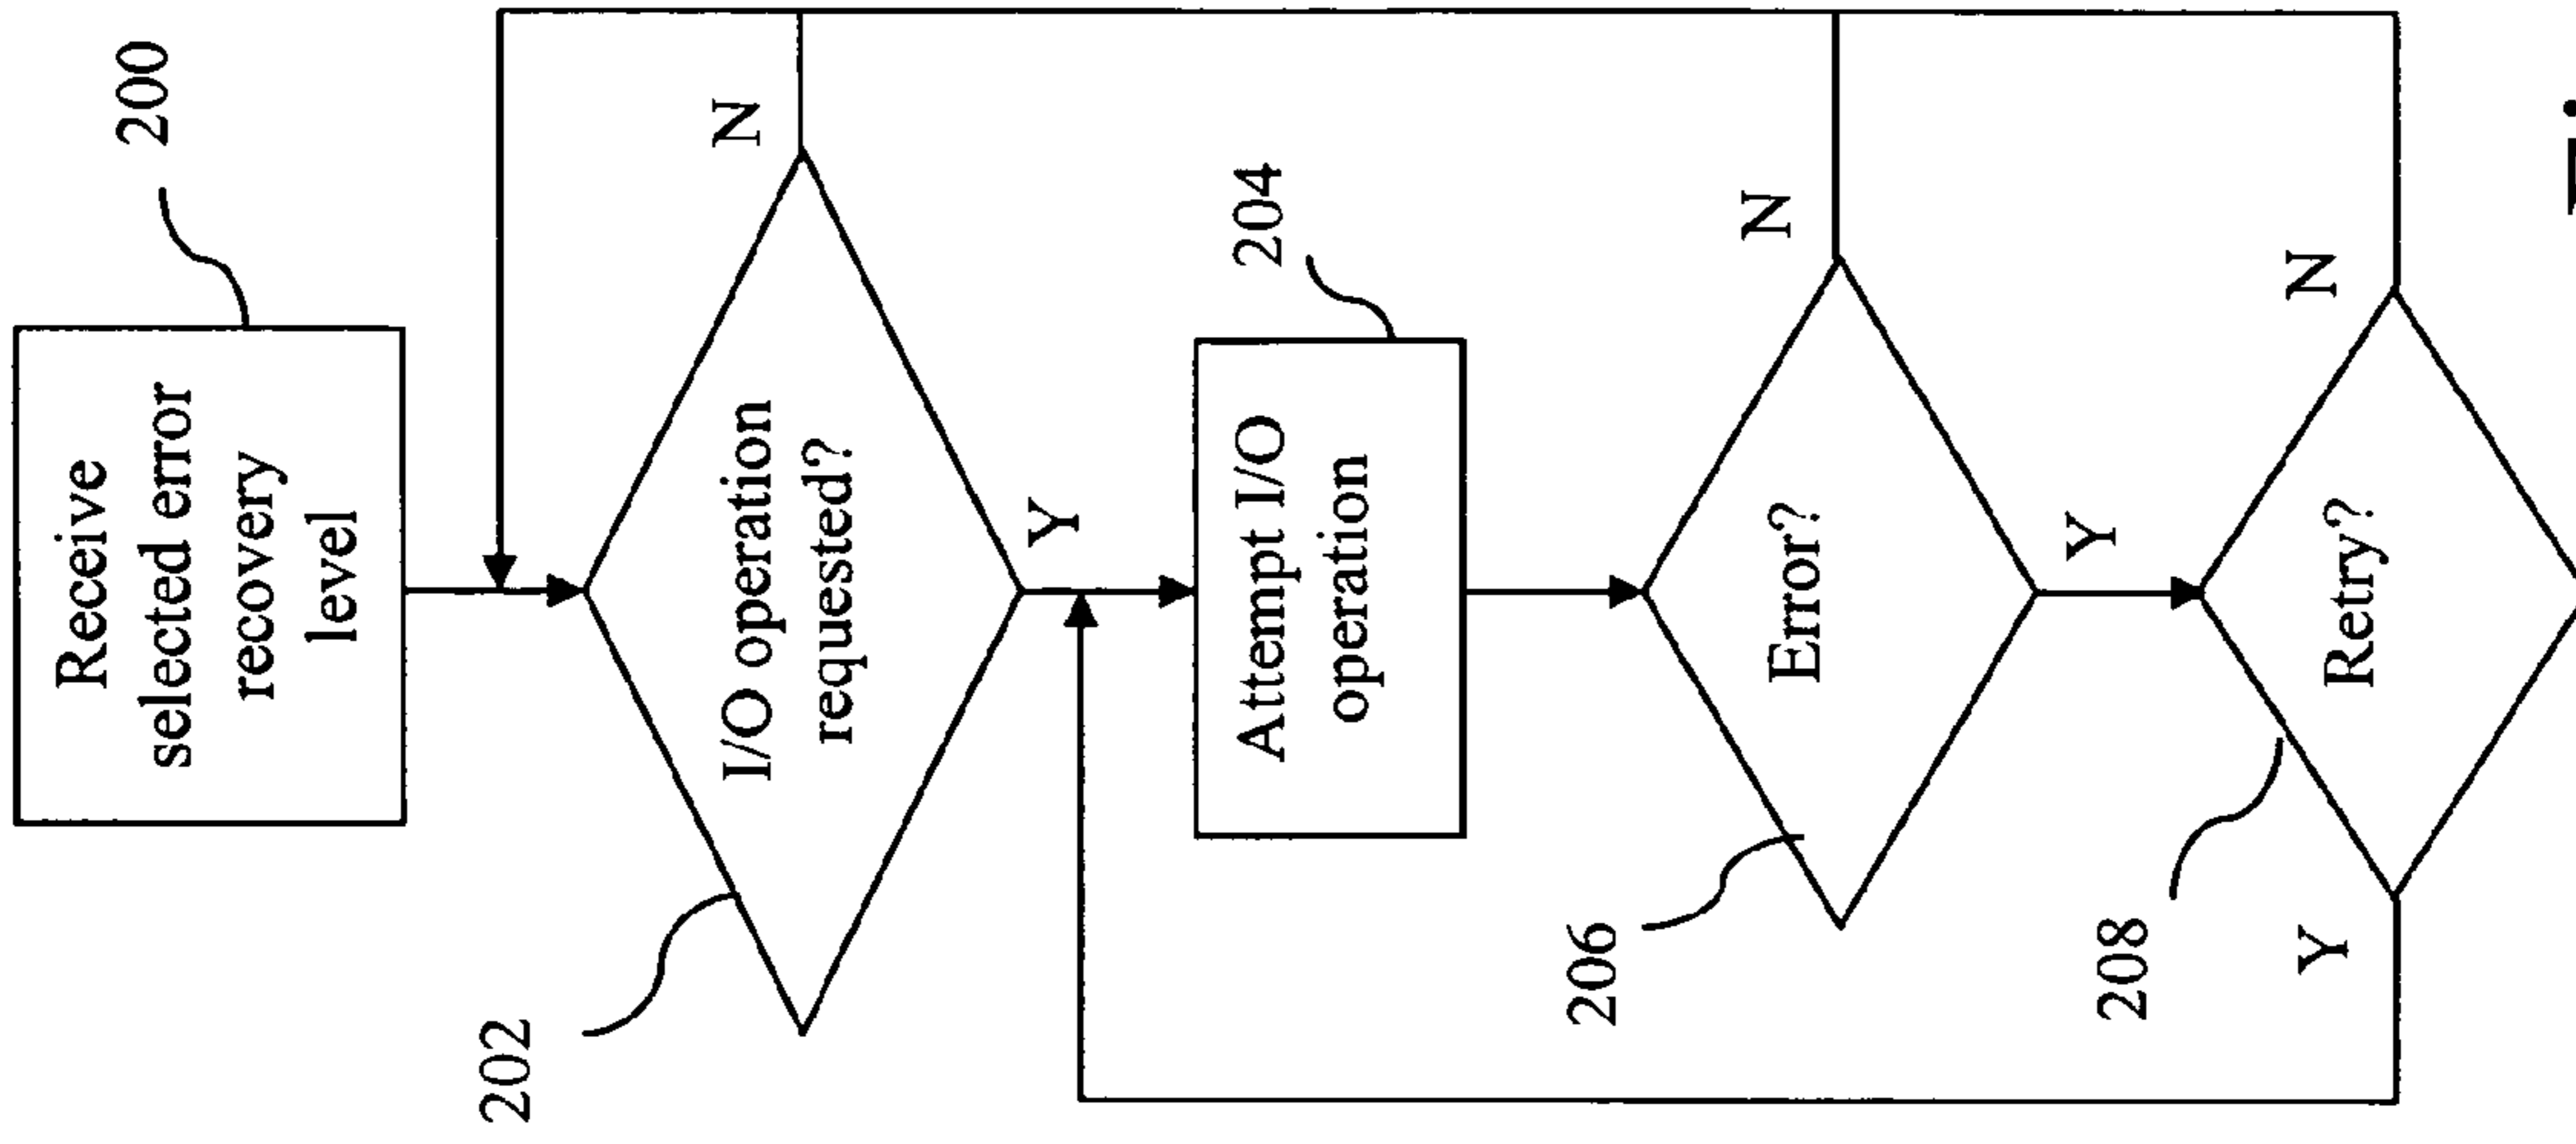 200
Receive
selected error
recovery
level
202
I/O operation
requested?
N
Y
204
Attempt I/O
operation
206
Error?
N
Y
208
Retry?
N
Y